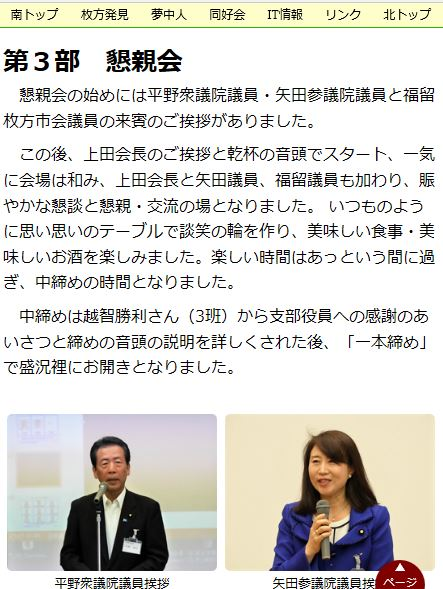 南トップ 枚方発見 夢中人 同好会 IT情報 リンク 北トップ
第３部　懇親会
　懇親会の始めには平野衆議院議員・矢田参議院議員と福留
枚方市会議員の来賓のご挨拶がありました。
　この後、上田会長のご挨拶と乾杯の音頭でスタート、一気
に会場は和み、上田会長と矢田議員、福留議員も加わり、賑
やかな懇談と懇親・交流の場となりました。 いつものよう
に思い思いのテーブルで談笑の輪を作り、美味しい食事・美
味しいお酒を楽しみました。楽しい時間はあっという間に過
ぎ、中締めの時間となりました。
　中締めは越智勝利さん（3班）から支部役員への感謝のあ
いさつと締めの音頭の説明を詳しくされた後、「一本締め」
で盛況裡にお開きとなりました。
平野衆議院議員挨拶
矢田参議院議員挨
▲
ページ